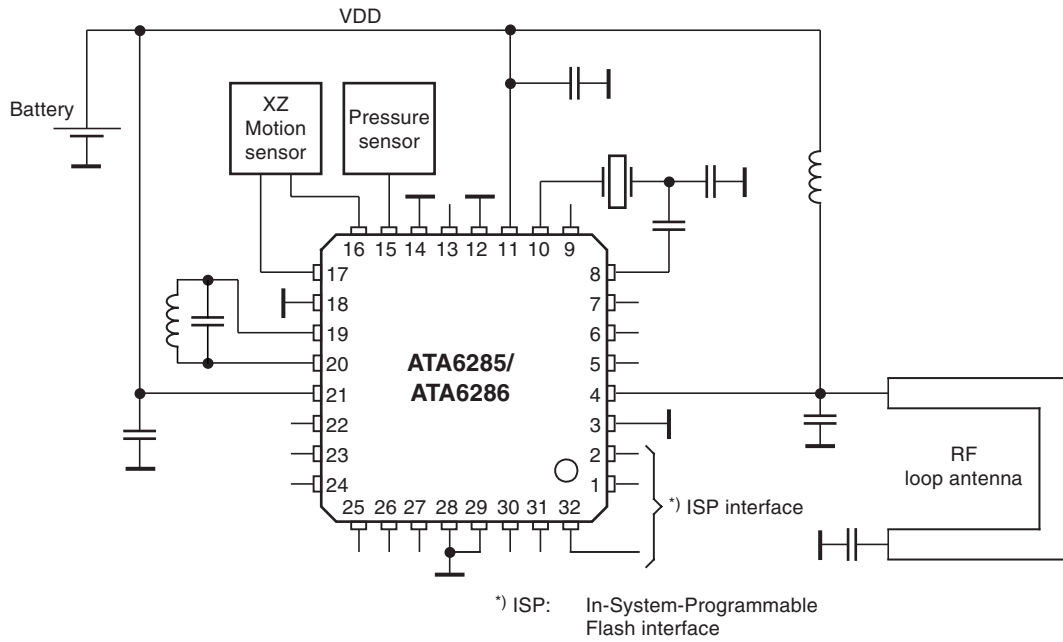 VDD
Battery
XZ
Motion
sensor
Pressure
sensor
16 15 14 13 12 11 10 9
17
18
19
20
21
22
23
24
8
7
6
5
4
3
2
1
ATA6285/
ATA6286
25 26 27 28 29 30 31 32
RF
loop antenna
*) ISP interface
*) ISP: In-System-Programmable
Flash interface